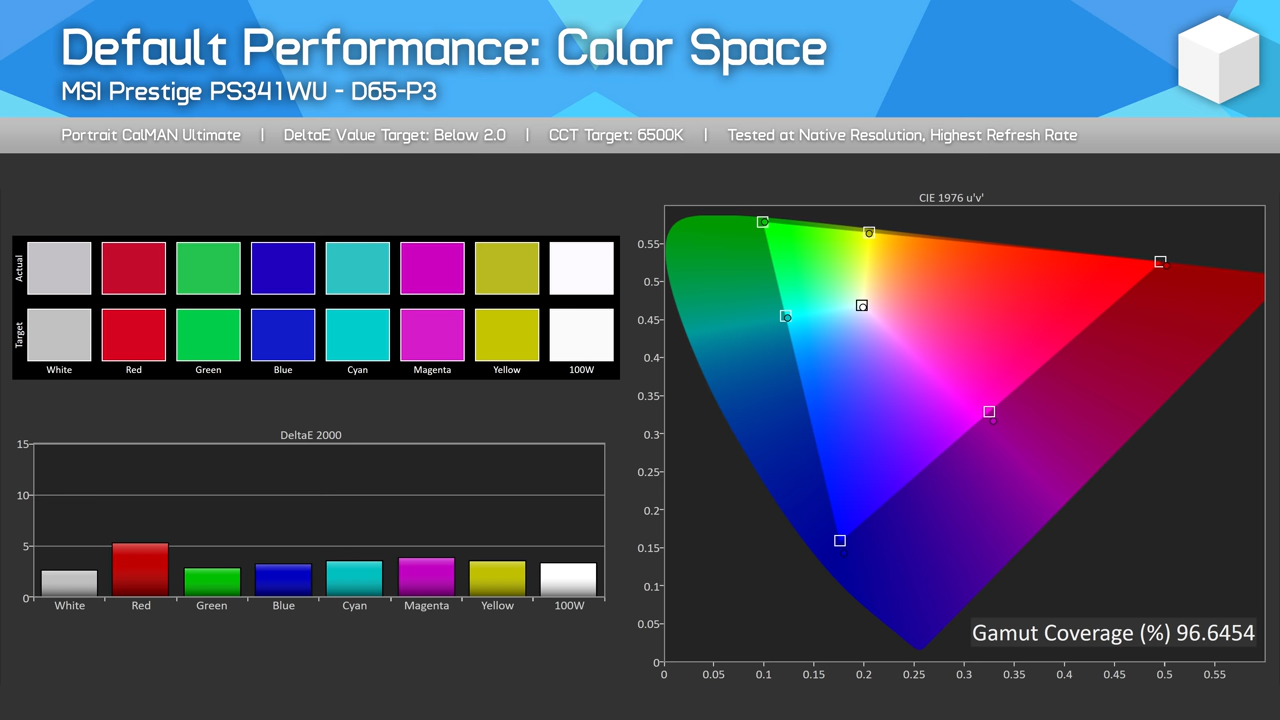 Default Performance: Color Space
MSI Prestige PS341WU - D65-P3
Portrait CalMAN Ultimate | DeltaE Value Target: Below 2.0 | CCT Target: 6500K | Tested at Native Resolution, Highest Refresh Rate
Actual
Target
White Red Green Blue Cyan Magenta Yellow 100W
DeltaE 2000
15
10
5
0
White Red Green Blue Cyan Magenta Yellow 100W
CIE 1976 u'v'
0.55
0.5
0.45
0.4
0.35
0.3
0.25
0.2
0.15
0.1
0.05
0
0 0.05 0.1 0.15 0.2 0.25 0.3 0.35 0.4 0.45 0.5 0.55
Gamut Coverage (%) 96.6454